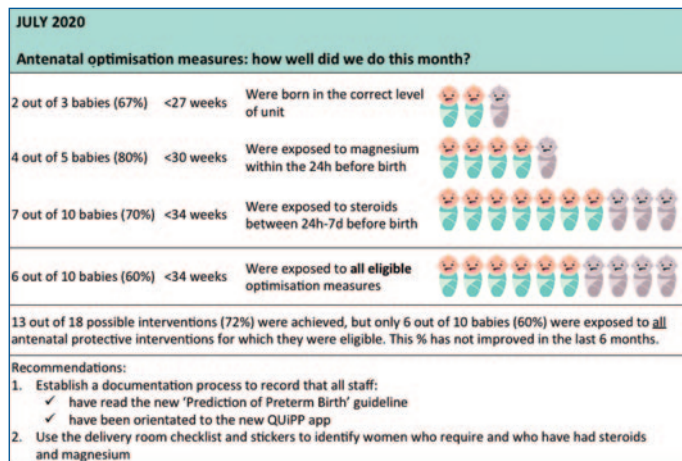 JULY 2020
Antenatal optimisation measures: how well did we do this month?
2 out of 3 babies (67%) <27 weeks Were born in the correct level
of unit
4 out of 5 babies (80%) <30 weeks Were exposed to magnesium
within the 24h before birth
7 out of 10 babies (70%) <34 weeks Were exposed to steroids
between 24h-7d before birth
6 out of 10 babies (60%) <34 weeks Were exposed to all eligible
optimisation measures
13 out of 18 possible interventions (72%) were achieved, but only 6 out of 10 babies (60%) were exposed to all
antenatal protective interventions for which they were eligible. This % has not improved in the last 6 months.
Recommendations:
1. Establish a documentation process to record that all staff:
✓ have read the new 'Prediction of Preterm Birth' guideline
✓ have been orientated to the new QUiPP app
2. Use the delivery room checklist and stickers to identify women who require and who have had steroids
and magnesium